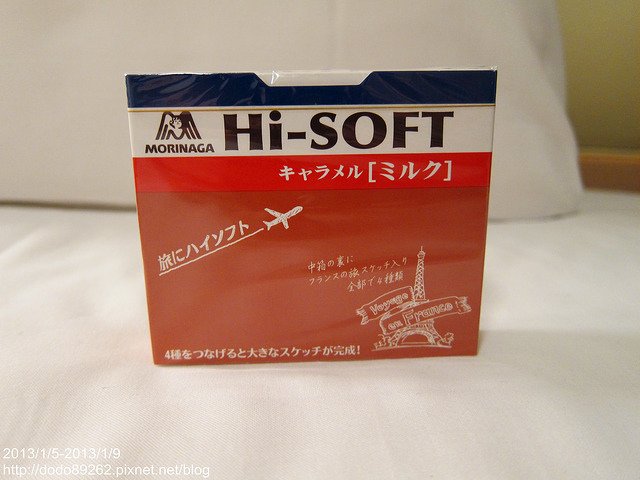 MORINAGA
Hi-SOFT
キャラメル[ミルク]
旅にハイソフト
中箱の裏に
フランスの旅スケッチ入り
全部で4種類
Voyage
en France
4種をつなげると大きなスケッチが完成!
2013/1/5-2013/1/9
http://dodo89262.pixnet.net/blog